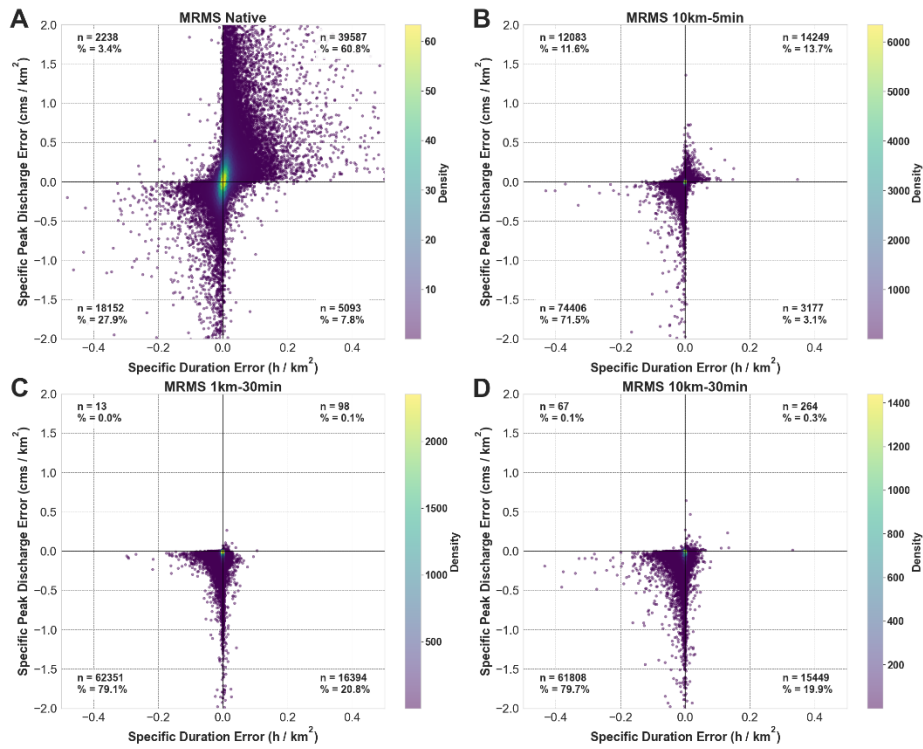 A
MRMS Native
n = 2238
% = 3.4%
n = 39587
% = 60.8%
n = 18152
% = 27.9%
n = 5093
% = 7.8%
2.0
1.5
1.0
0.5
0.0
−0.5
−1.0
−1.5
−2.0
−0.4
−0.2
0.0
0.2
0.4
Specific Peak Discharge Error (cms / km²)
Specific Duration Error (h / km²)
60
50
40
30
20
10
Density
B
MRMS 10km-5min
n = 12083
% = 11.6%
n = 14249
% = 13.7%
n = 74406
% = 71.5%
n = 3177
% = 3.1%
2.0
1.5
1.0
0.5
0.0
−0.5
−1.0
−1.5
−2.0
−0.4
−0.2
0.0
0.2
0.4
Specific Peak Discharge Error (cms / km²)
Specific Duration Error (h / km²)
6000
5000
4000
3000
2000
1000
Density
C
MRMS 1km-30min
n = 13
% = 0.0%
n = 98
% = 0.1%
n = 62351
% = 79.1%
n = 16394
% = 20.8%
2.0
1.5
1.0
0.5
0.0
−0.5
−1.0
−1.5
−2.0
−0.4
−0.2
0.0
0.2
0.4
Specific Peak Discharge Error (cms / km²)
Specific Duration Error (h / km²)
2000
1500
1000
500
Density
D
MRMS 10km-30min
n = 67
% = 0.1%
n = 264
% = 0.3%
n = 61808
% = 79.7%
n = 15449
% = 19.9%
2.0
1.5
1.0
0.5
0.0
−0.5
−1.0
−1.5
−2.0
−0.4
−0.2
0.0
0.2
0.4
Specific Peak Discharge Error (cms / km²)
Specific Duration Error (h / km²)
1400
1200
1000
800
600
400
200
Density